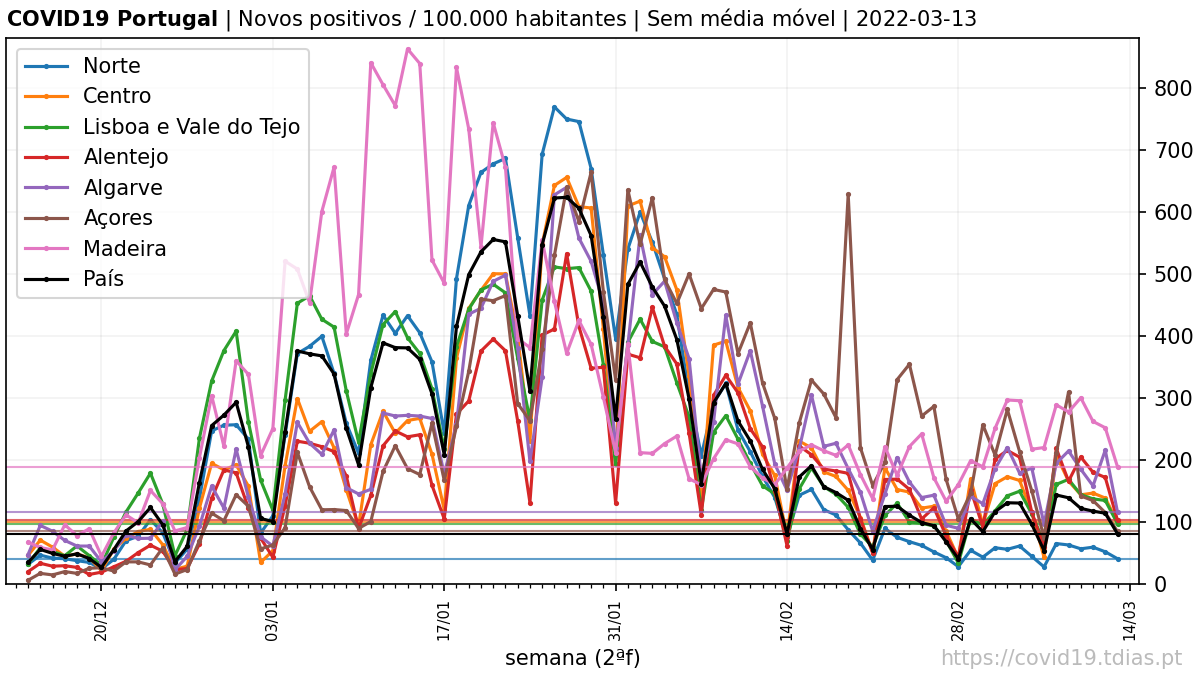 COVID19 Portugal | Novos positivos / 100.000 habitantes | Sem média móvel | 2022-03-13
Norte
Centro
Lisboa e Vale do Tejo
Alentejo
Algarve
Açores
Madeira
País
800
700
600
500
400
300
200
100
0
20/12
03/01
17/01
31/01
14/02
28/02
14/03
semana (2ªf)
https://covid19.tdias.pt